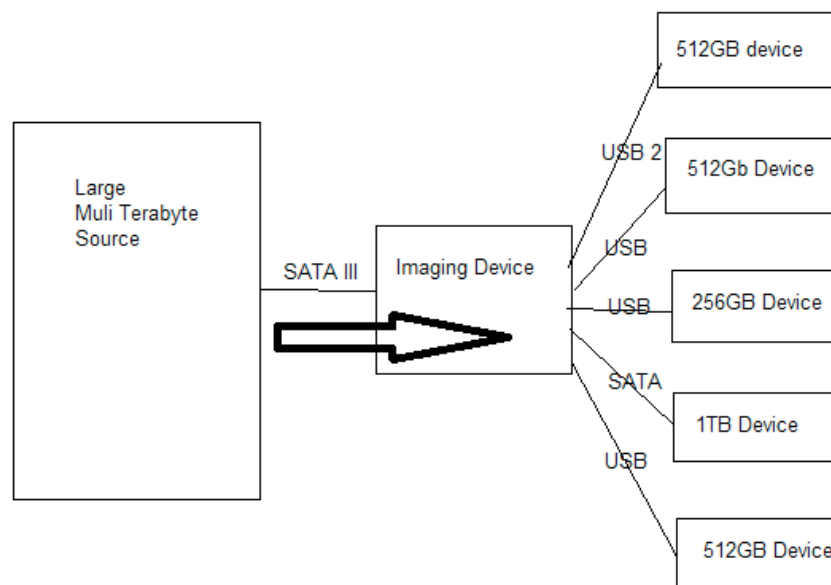 Large
Muli Terabyte
Source
SATA III
Imaging Device
USB 2
USB
USB
SATA
USB
512GB device
512Gb Device
256GB Device
1TB Device
512GB Device